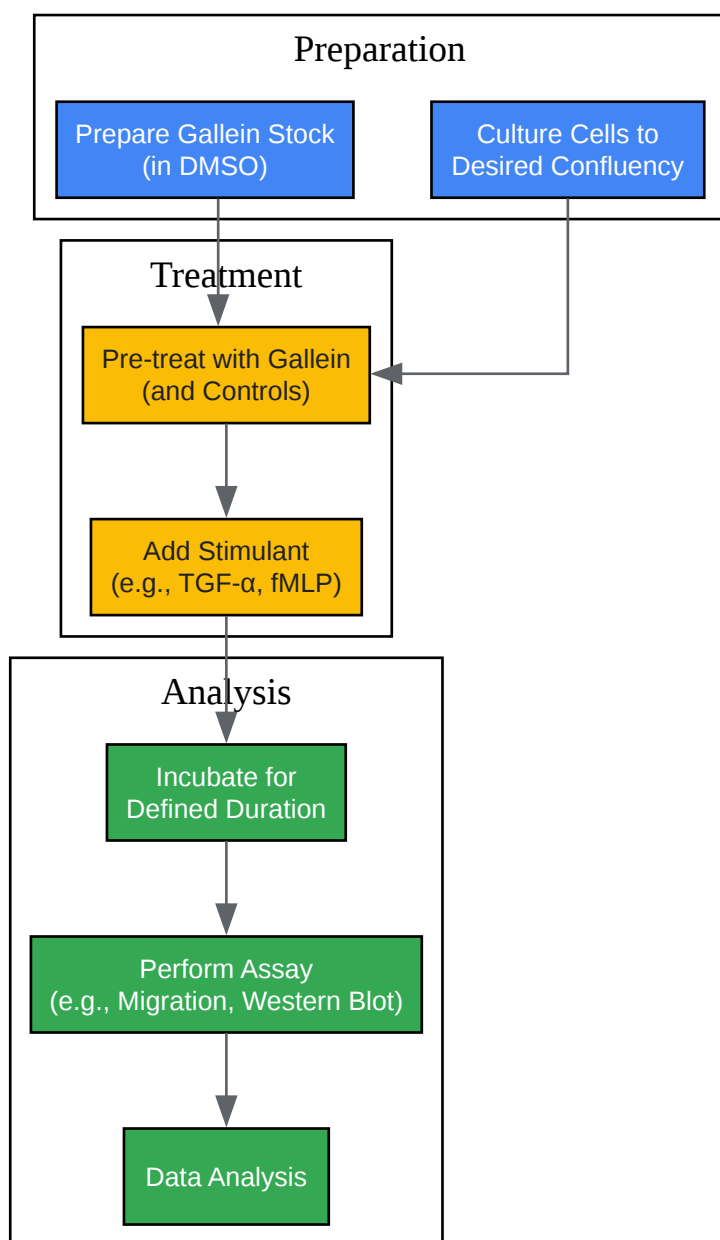 Preparation
Prepare Gallein Stock
(in DMSO)
Culture Cells to
Desired Confluency
Treatment
Pre-treat with Gallein
(and Controls)
Add Stimulant
(e.g., TGF-α, fMLP)
Analysis
Incubate for
Defined Duration
Perform Assay
(e.g., Migration, Western Blot)
Data Analysis